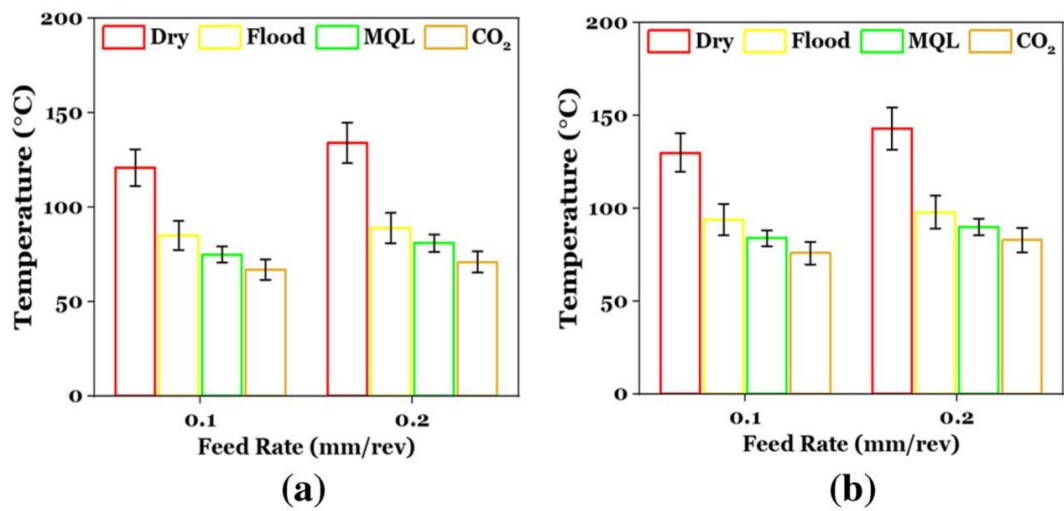 200
Dry Flood MQL CO₂
150
100
50
0
Temperature (°C)
0.1 0.2
Feed Rate (mm/rev)
(a)
200
Dry Flood MQL CO₂
150
100
50
0
Temperature (°C)
0.1 0.2
Feed Rate (mm/rev)
(b)